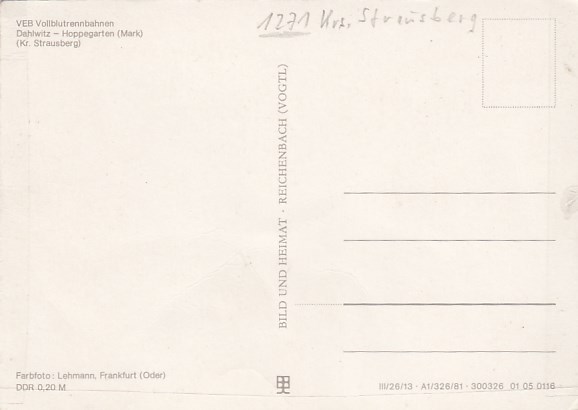 VEB Vollblutrennbahnen
Dahlwitz – Hoppegarten (Mark)
(Kr. Strausberg)
1271 Krs. Strausberg
BILD UND HEIMAT · REICHENBACH (VOGTL)
Farbfoto: Lehmann, Frankfurt (Oder)
DDR 0,20 M
III/26/13 · A1/326/81 · 300326 01 05 0116